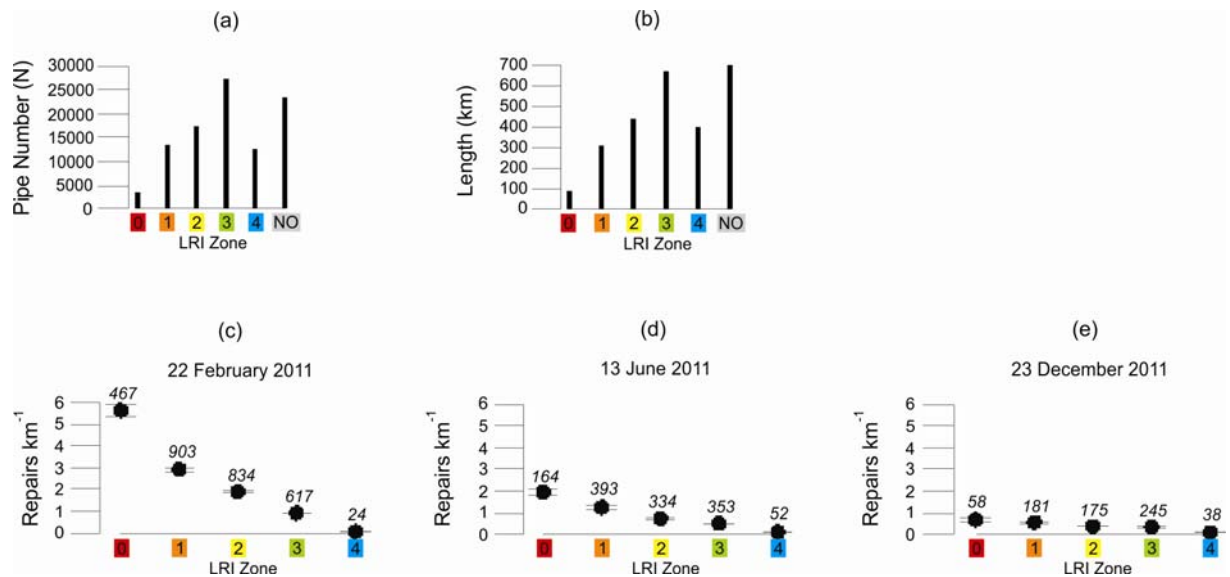 (a)
Pipe Number (N)
30000
25000
20000
15000
10000
5000
0
0 1 2 3 4 NO
LRI Zone
(b)
Length (km)
700
600
500
400
300
200
100
0
0 1 2 3 4 NO
LRI Zone
(c)
22 February 2011
Repairs km⁻¹
6
5
4
3
2
1
0
467
903
834
617
24
0 1 2 3 4
LRI Zone
(d)
13 June 2011
Repairs km⁻¹
6
5
4
3
2
1
0
164
393
334
353
52
0 1 2 3 4
LRI Zone
(e)
23 December 2011
Repairs km⁻¹
6
5
4
3
2
1
0
58
181
175
245
38
0 1 2 3 4
LRI Zone